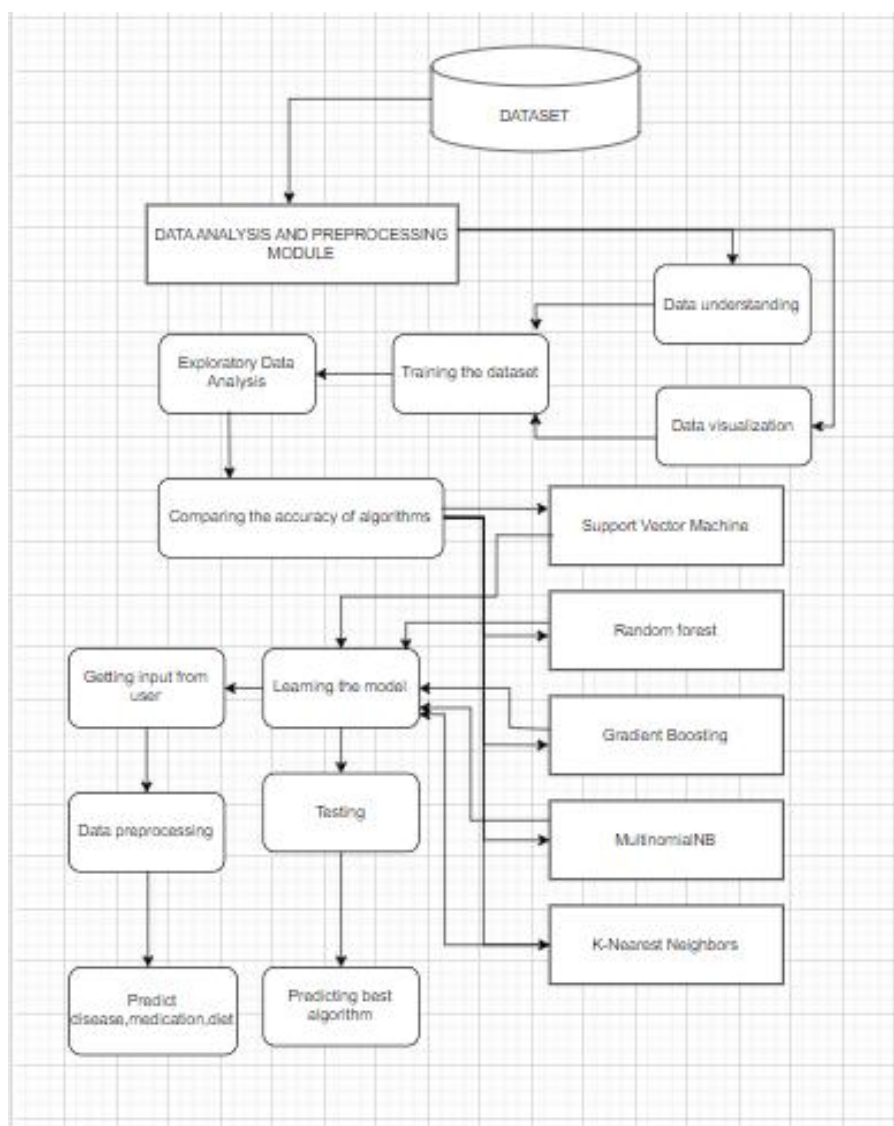 DATASET
DATA ANALYSIS AND PREPROCESSING
MODULE
Data understanding
Exploratory Data
Analysis
Training the dataset
Data visualization
Comparing the accuracy of algorithms
Support Vector Machine
Random forest
Getting input from
user
Learning the model
Gradient Boosting
Data preprocessing
Testing
MultinomialNB
K-Nearest Neighbors
Predict
disease,medication,diet
Predicting best
algorithm